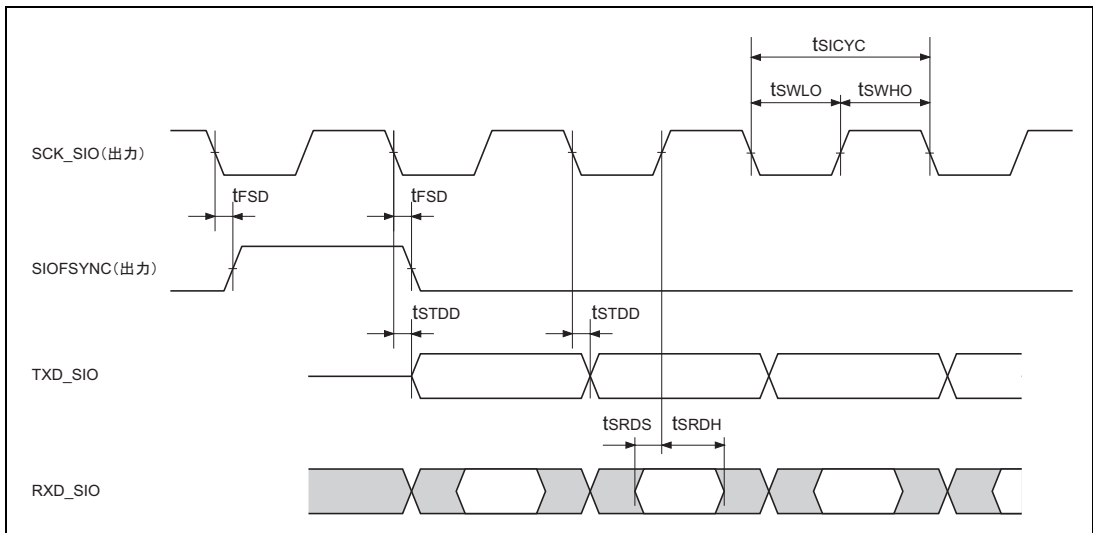 tSICYC
tSWLO tSWHO
SCK_SIO(出力)
tFSD tFSD
SIOFSYNC(出力)
tSTDD tSTDD
TXD_SIO
tSRDS tSRDH
RXD_SIO